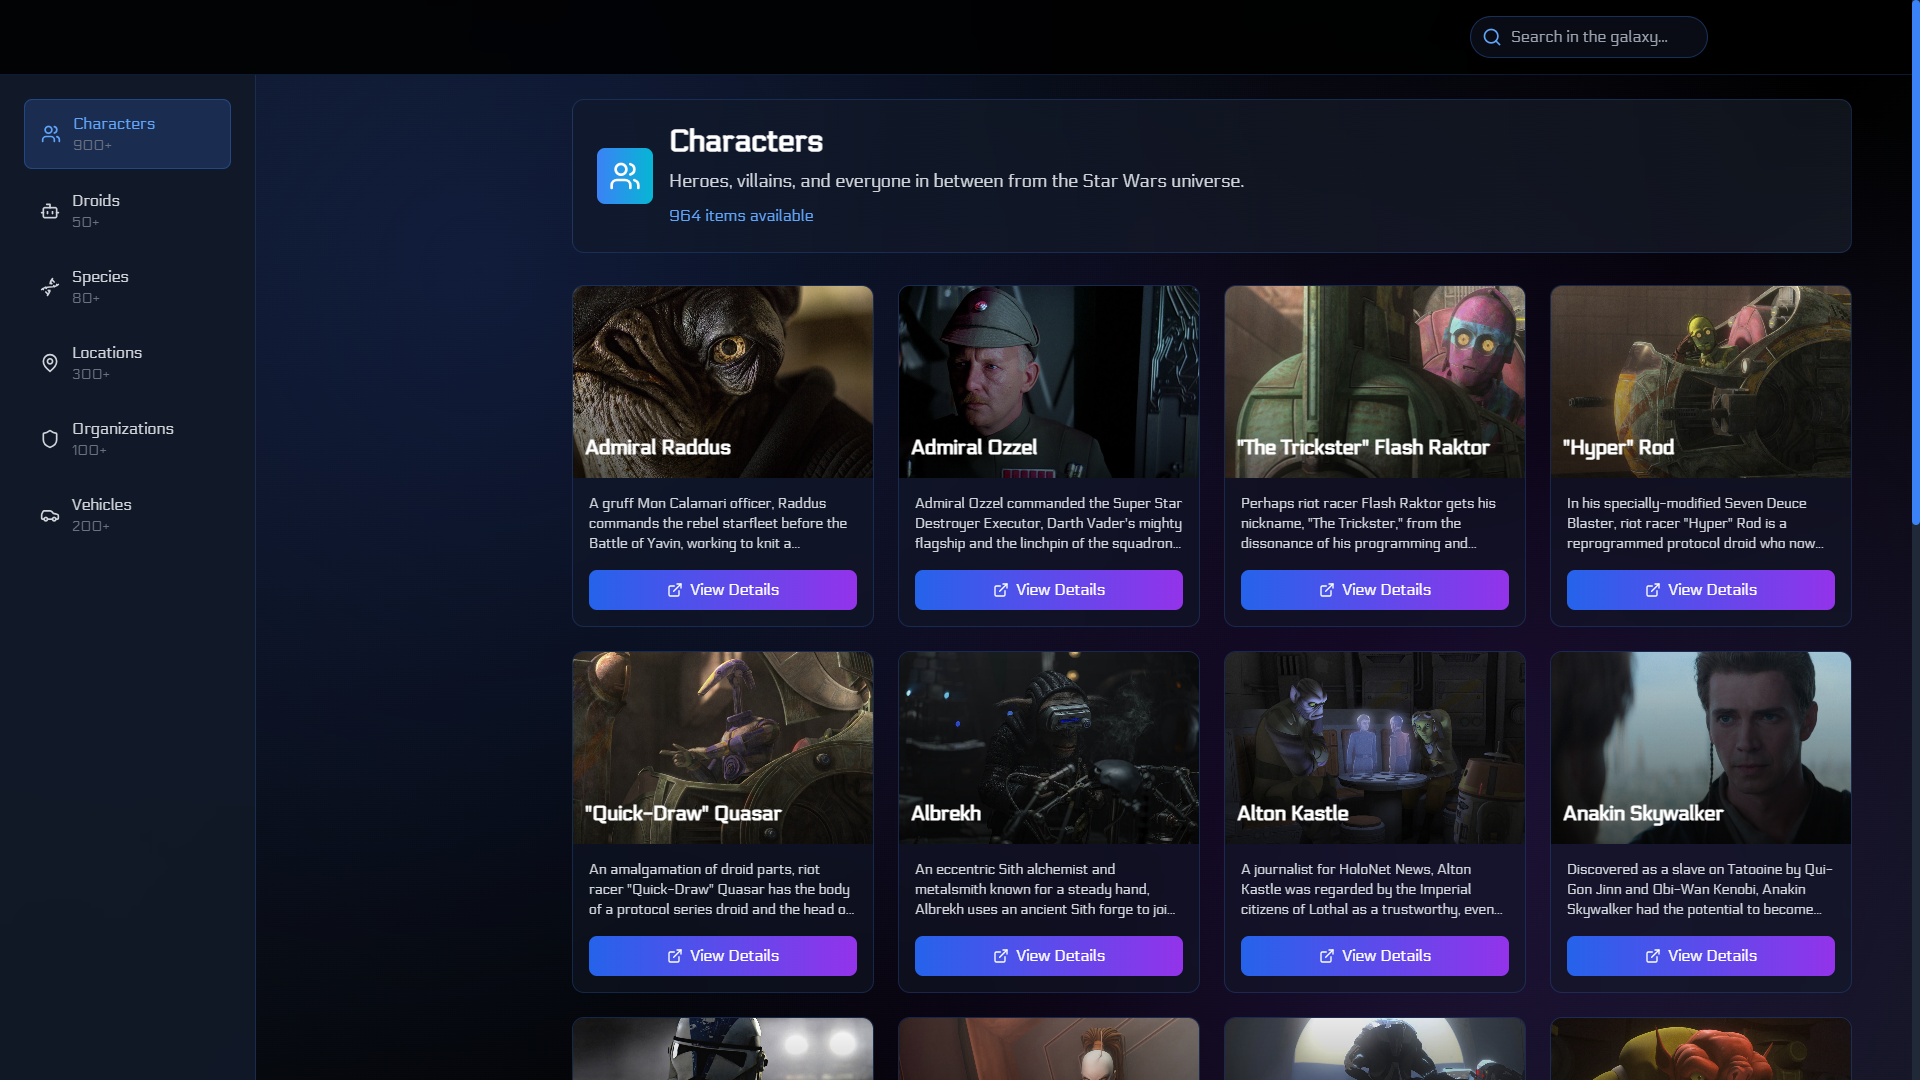 Search in the galaxy...
Characters
900+
Droids
50+
Species
80+
Locations
300+
Organizations
100+
Vehicles
200+
Characters
Heroes, villains, and everyone in between from the Star Wars universe.
964 items available
Admiral Raddus
A gruff Mon Calamari officer, Raddus
commands the rebel starfleet before the
Battle of Yavin, working to knit a...
View Details
Admiral Ozzel
Admiral Ozzel commanded the Super Star
Destroyer Executor, Darth Vader's mighty
flagship and the linchpin of the squadron...
View Details
"The Trickster" Flash Raktor
Perhaps riot racer Flash Raktor gets his
nickname, "The Trickster," from the
dissonance of his programming and...
View Details
"Hyper" Rod
In his specially-modified Seven Deuce
Blaster, riot racer "Hyper" Rod is a
reprogrammed protocol droid who now...
View Details
"Quick-Draw" Quasar
An amalgamation of droid parts, riot
racer "Quick-Draw" Quasar has the body
of a protocol series droid and the head o...
View Details
Albrekh
An eccentric Sith alchemist and
metalsmith known for a steady hand,
Albrekh uses an ancient Sith forge to joi...
View Details
Alton Kastle
A journalist for HoloNet News, Alton
Kastle was regarded by the Imperial
citizens of Lothal as a trustworthy, even...
View Details
Anakin Skywalker
Discovered as a slave on Tatooine by Qui-
Gon Jinn and Obi-Wan Kenobi, Anakin
Skywalker had the potential to become...
View Details